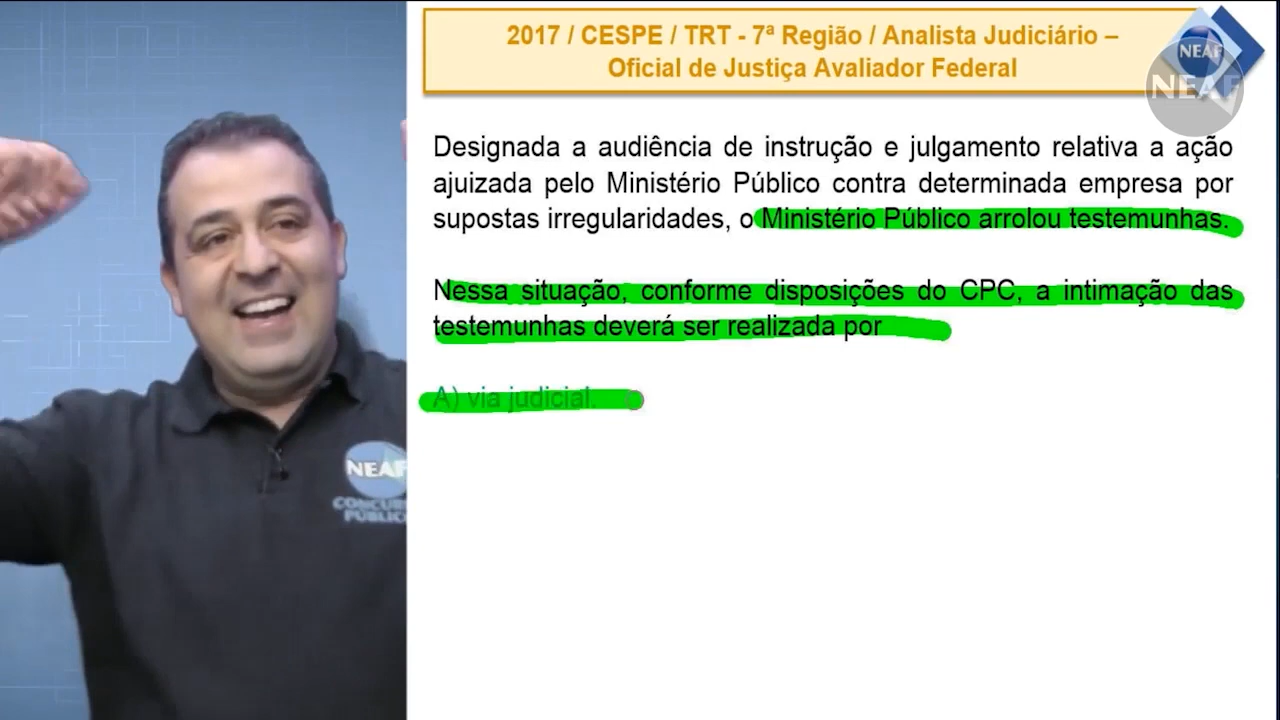 2017 / CESPE / TRT - 7ª Região / Analista Judiciário –
Oficial de Justiça Avaliador Federal
NEAF
NEAF
Designada a audiência de instrução e julgamento relativa a ação
ajuizada pelo Ministério Público contra determinada empresa por
supostas irregularidades, o Ministério Público arrolou testemunhas.
Nessa situação, conforme disposições do CPC, a intimação das
testemunhas deverá ser realizada por
A) via judicial.
NEAF